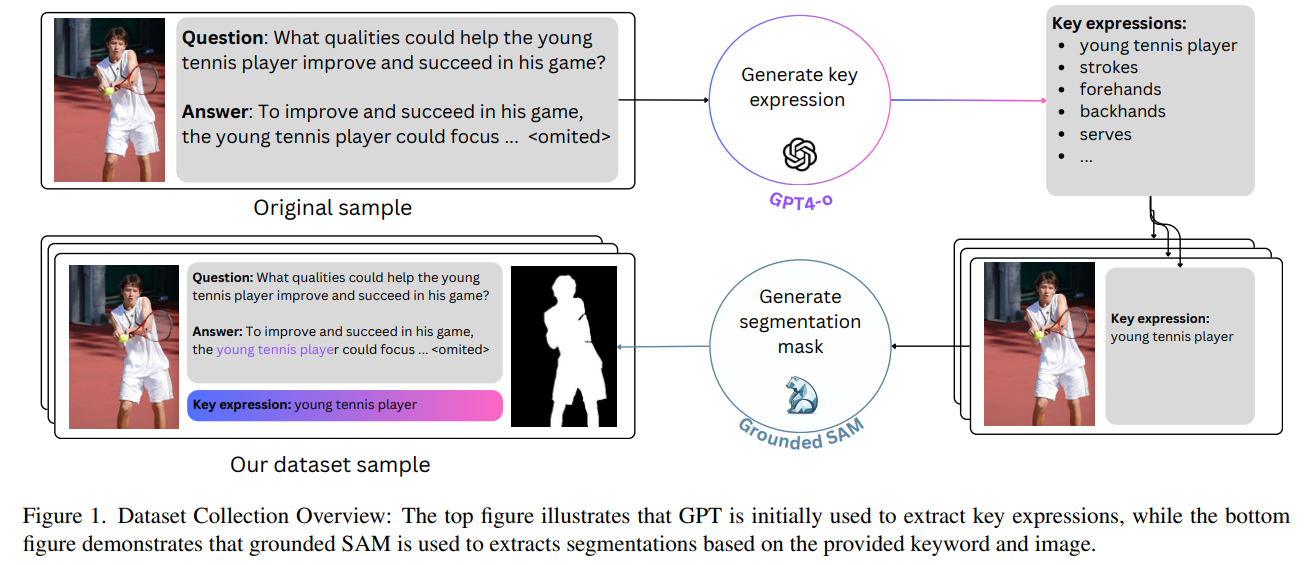 Question: What qualities could help the young
tennis player improve and succeed in his game?
Answer: To improve and succeed in his game,
the young tennis player could focus ... <omited>
Original sample
Generate key
expression
GPT4-o
Key expressions:
• young tennis player
• strokes
• forehands
• backhands
• serves
• ...
Question: What qualities could help the young
tennis player improve and succeed in his game?
Answer: To improve and succeed in his game,
the young tennis player could focus ... <omited>
Key expression: young tennis player
Our dataset sample
Generate
segmentation
mask
Grounded SAM
Key expression:
young tennis player
Figure 1. Dataset Collection Overview: The top figure illustrates that GPT is initially used to extract key expressions, while the bottom
figure demonstrates that grounded SAM is used to extracts segmentations based on the provided keyword and image.